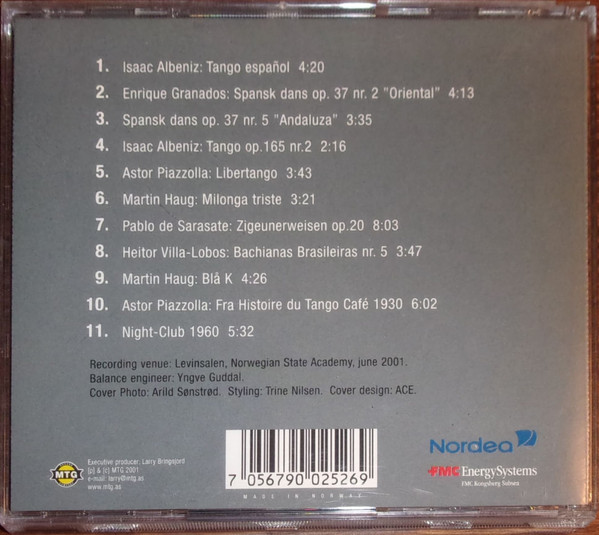 1. Isaac Albeniz: Tango español 4:20
2. Enrique Granados: Spansk dans op. 37 nr. 2 "Oriental" 4:13
3. Spansk dans op. 37 nr. 5 "Andaluza" 3:35
4. Isaac Albeniz: Tango op.165 nr.2 2:16
5. Astor Piazzolla: Libertango 3:43
6. Martin Haug: Milonga triste 3:21
7. Pablo de Sarasate: Zigeunerweisen op.20 8:03
8. Heitor Villa-Lobos: Bachianas Brasileiras nr. 5 3:47
9. Martin Haug: Blå K 4:26
10. Astor Piazzolla: Fra Histoire du Tango Café 1930 6:02
11. Night-Club 1960 5:32
Recording venue: Levinsalen, Norwegian State Academy, june 2001.
Balance engineer: Yngve Guddal.
Cover Photo: Arild Sønstrød. Styling: Trine Nilsen. Cover design: ACE.
MTG
Executive producer, Larry Bringsjord
(p) & (c) MTG 2001
e-mail: larry@mtg.as
www.mtg.as
7 056790 025269
MADE IN NORWAY
Nordea
FMC EnergySystems
FMC Kongsberg Subsea